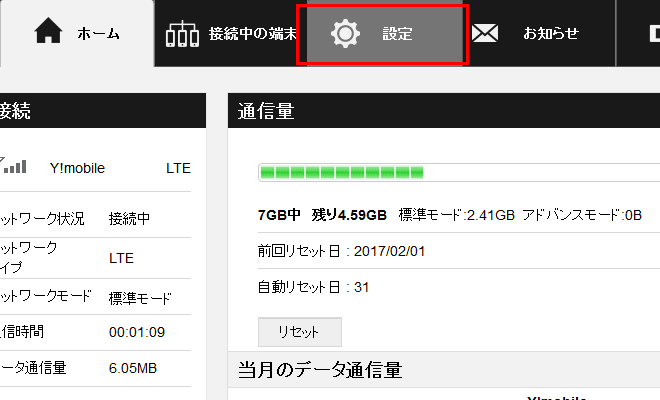 ホーム
接続中の端末
設定
お知らせ
接続
Y!mobile LTE
ットワーク状況 接続中
ットワーク
イプ
LTE
ットワークモード 標準モード
信時間 00:01:09
ータ通信量 6.05MB
通信量
7GB中 残り4.59GB 標準モード:2.41GB アドバンスモード:0B
前回リセット日 : 2017/02/01
自動リセット日 : 31
リセット
当月のデータ通信量
Y!mobile